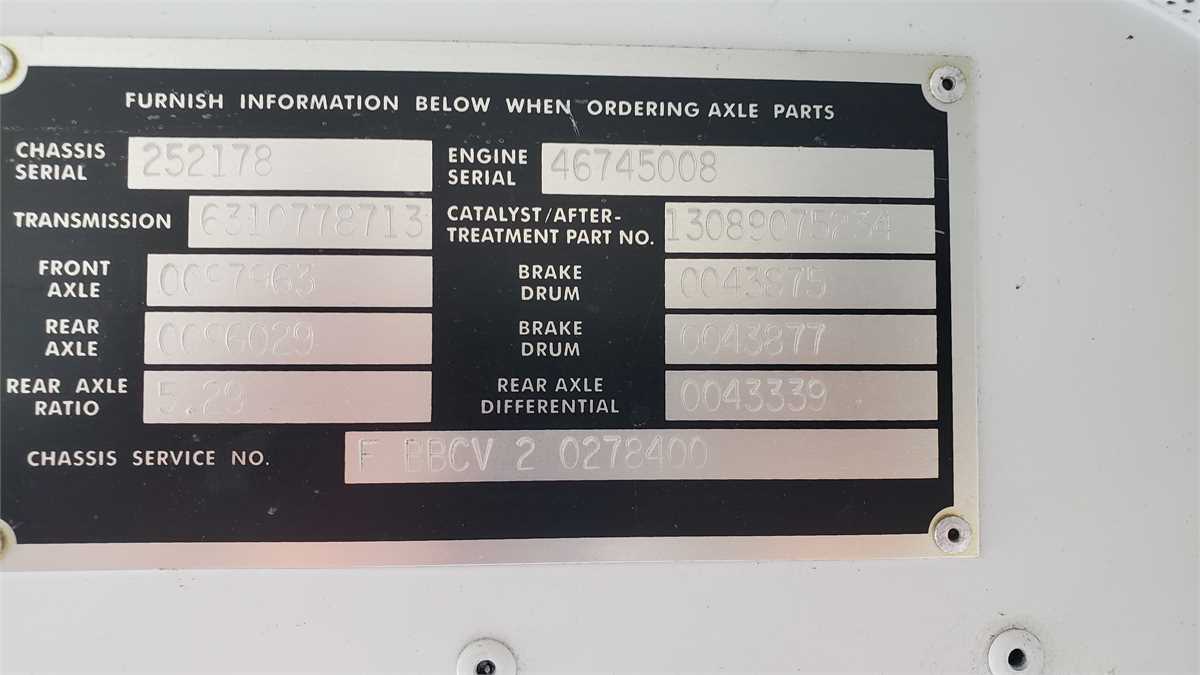 FURNISH INFORMATION BELOW WHEN ORDERING AXLE PARTS
CHASSIS SERIAL 252178 ENGINE SERIAL 46745008
TRANSMISSION 6310778713 CATALYST/AFTER-TREATMENT PART NO. 13089075234
FRONT AXLE 0097963 BRAKE DRUM 0043875
REAR AXLE 0096029 BRAKE DRUM 0043877
REAR AXLE RATIO 5.29 REAR AXLE DIFFERENTIAL 0043339
CHASSIS SERVICE NO. F BBCV 2 0278400